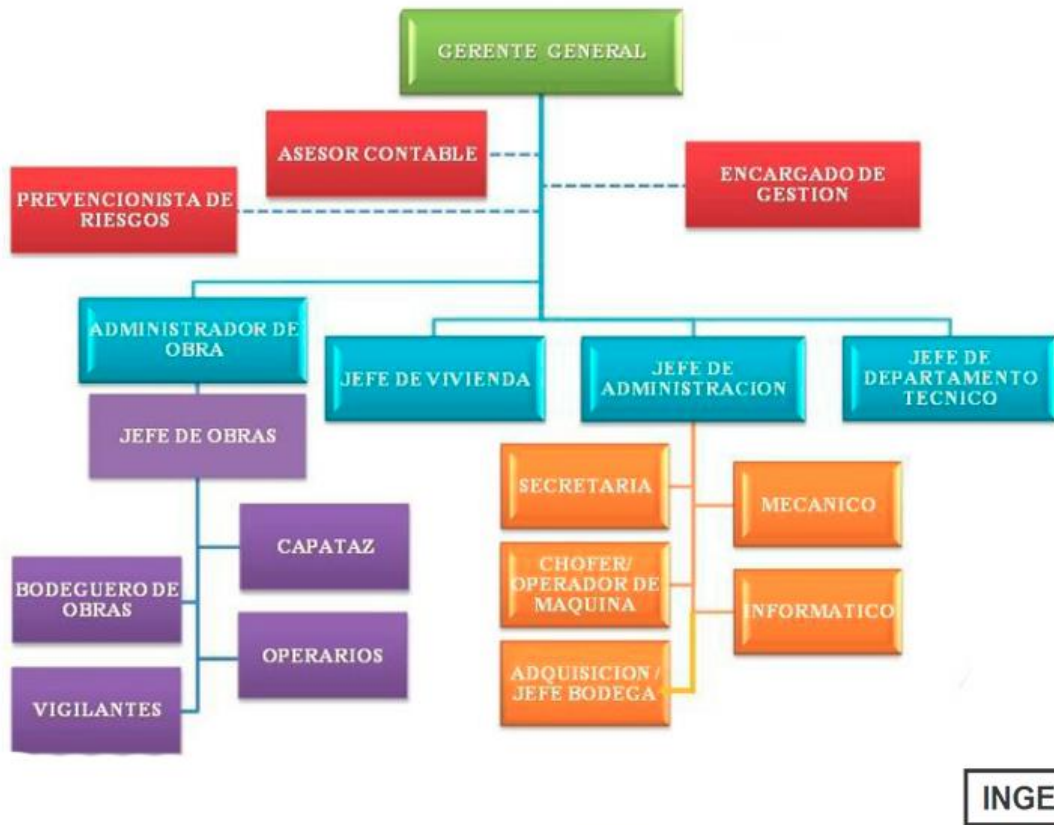 GERENTE GENERAL
ASESOR CONTABLE
ENCARGADO DE
GESTION
PREVENCIONISTA DE
RIESGOS
ADMINISTRADOR DE
OBRA
JEFE DE VIVIENDA
JEFE DE
ADMINISTRACION
JEFE DE
DEPARTAMENTO
TECNICO
JEFE DE OBRAS
CAPATAZ
BODEGUERO DE
OBRAS
OPERARIOS
VIGILANTES
SECRETARIA
MECANICO
CHOFER/
OPERADOR DE
MAQUINA
INFORMATICO
ADQUISICION /
JEFE BODEGA
INGE